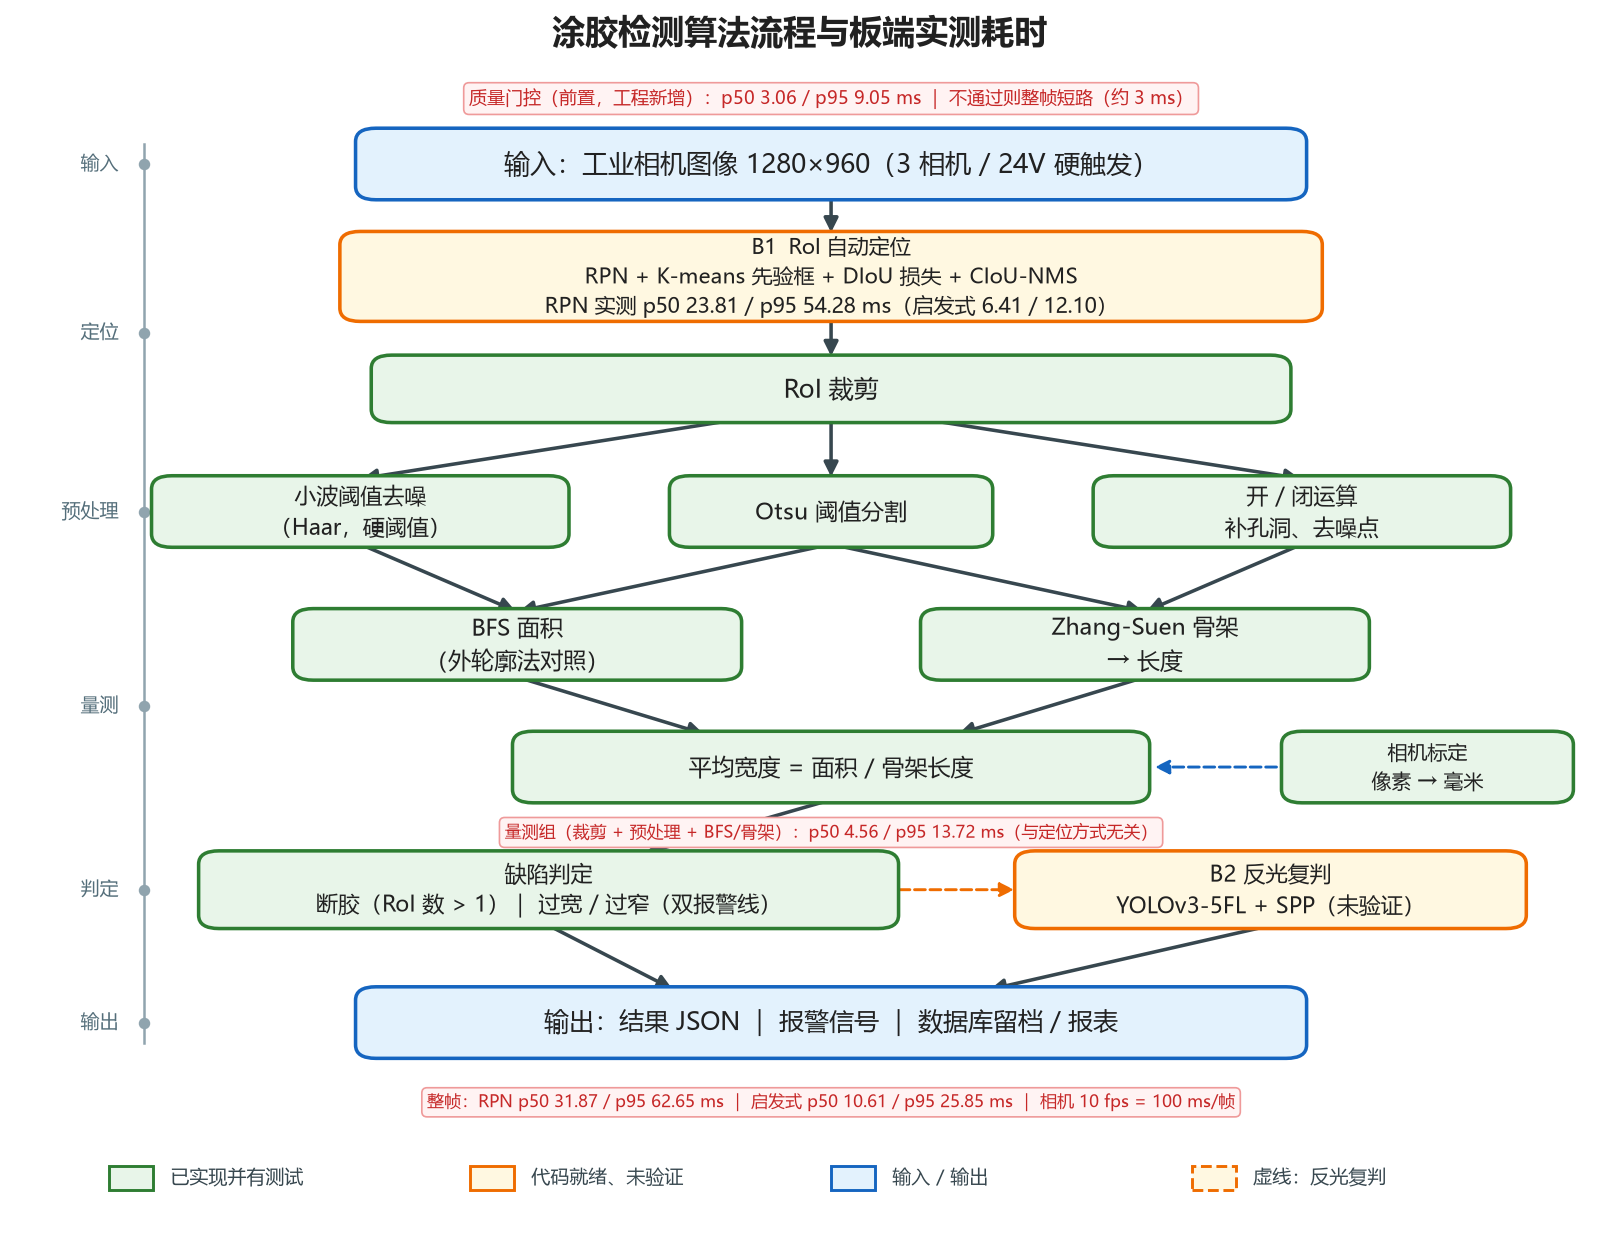 涂胶检测算法流程与板端实测耗时
质量门控（前置，工程新增）：p50 3.06 / p95 9.05 ms ｜ 不通过则整帧短路（约 3 ms）
输入
输入：工业相机图像 1280×960（3 相机 / 24V 硬触发）
B1 RoI 自动定位
RPN + K-means 先验框 + DIoU 损失 + CIoU-NMS
RPN 实测 p50 23.81 / p95 54.28 ms（启发式 6.41 / 12.10）
定位
RoI 裁剪
预处理
小波阈值去噪
（Haar，硬阈值）
Otsu 阈值分割
开 / 闭运算
补孔洞、去噪点
BFS 面积
（外轮廓法对照）
Zhang-Suen 骨架
→ 长度
量测
平均宽度 = 面积 / 骨架长度
相机标定
像素 → 毫米
量测组（裁剪 + 预处理 + BFS/骨架）：p50 4.56 / p95 13.72 ms（与定位方式无关）
判定
缺陷判定
断胶（RoI 数 > 1）｜ 过宽 / 过窄（双报警线）
B2 反光复判
YOLOv3-5FL + SPP（未验证）
输出
输出：结果 JSON ｜ 报警信号 ｜ 数据库留档 / 报表
整帧：RPN p50 31.87 / p95 62.65 ms ｜ 启发式 p50 10.61 / p95 25.85 ms ｜ 相机 10 fps = 100 ms/帧
已实现并有测试
代码就绪、未验证
输入 / 输出
虚线：反光复判